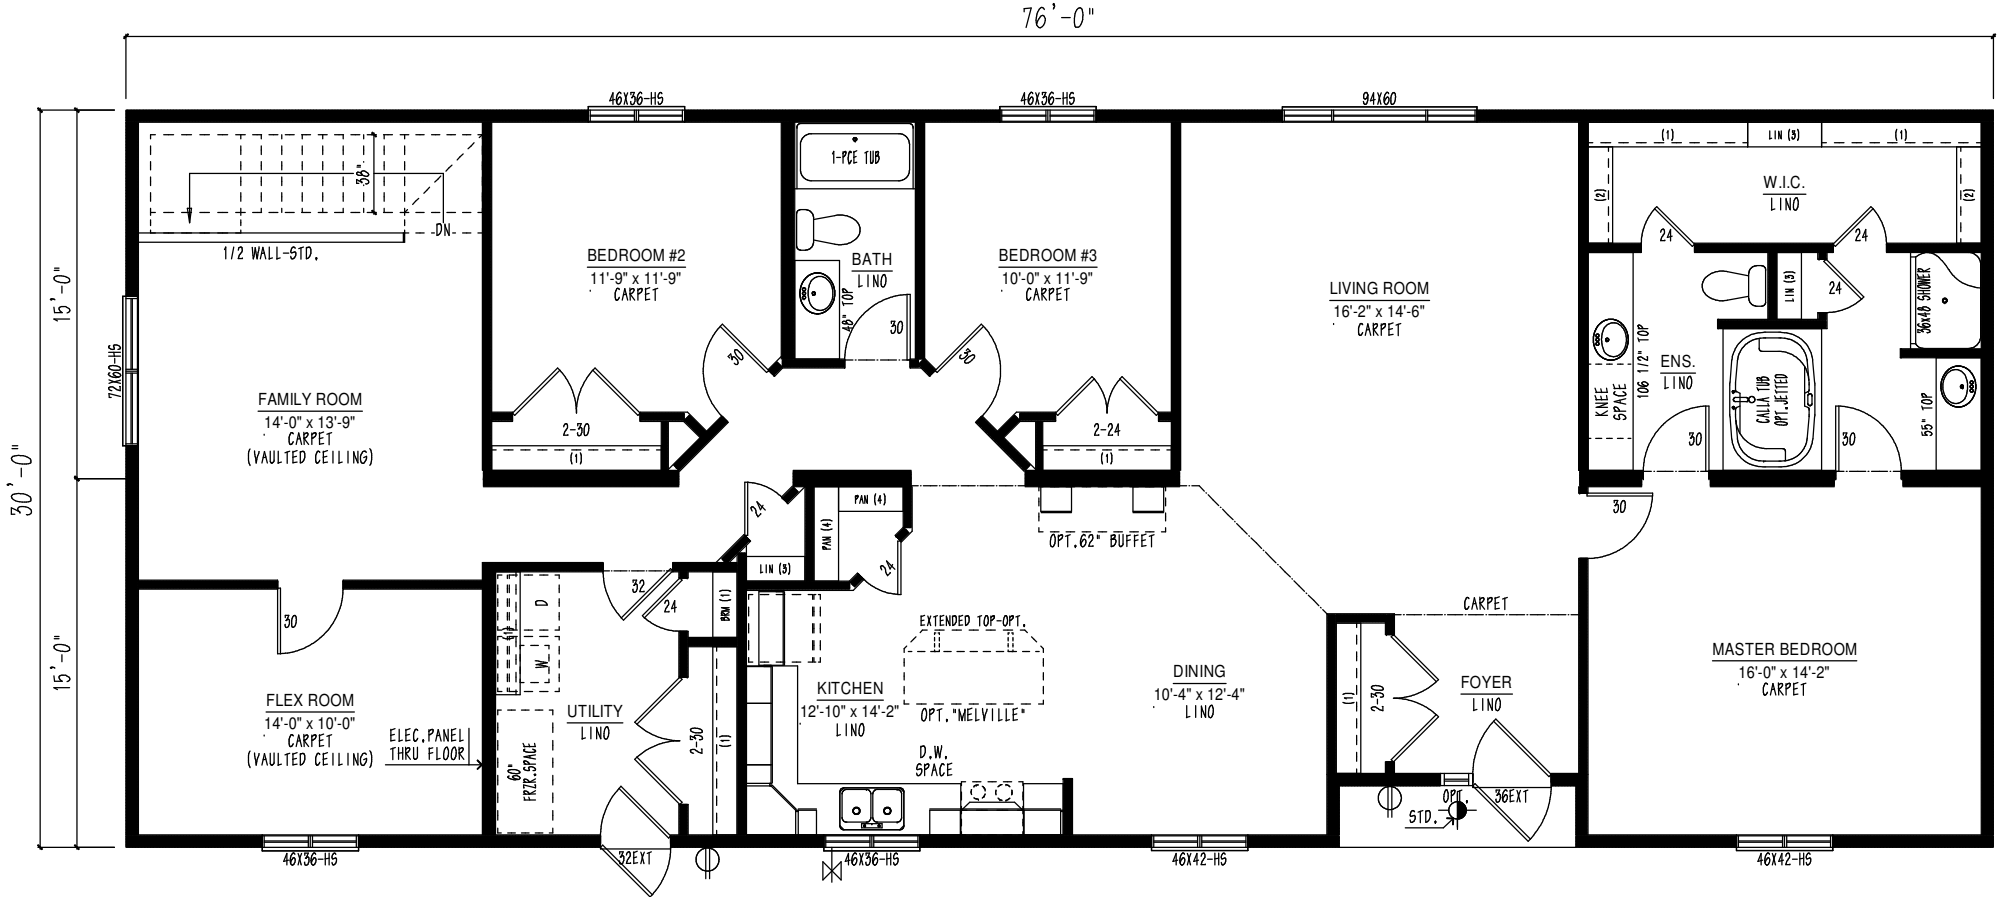 76'-0"
46X36-HS
46X36-HS
94X60
1-PCE TUB
(1)
LIN (3)
(1)
38"
W.I.C.
LINO
(2)
(2)
DN
1/2 WALL-STD.
24
24
BEDROOM #2
11'-9" x 11'-9"
CARPET
BATH
LINO
48" TOP
30
BEDROOM #3
10'-0" x 11'-9"
CARPET
LIVING ROOM
16'-2" x 14'-6"
CARPET
LIN (3)
24
36x48 SHOWER
15'-0"
72X60-HS
30
30
106 1/2" TOP
ENS.
LINO
KNEE
SPACE
CALLA TUB
OPT.JETTED
55" TOP
FAMILY ROOM
14'-0" x 13'-9"
CARPET
(VAULTED CEILING)
2-30
(1)
2-24
(1)
30
30
30'-0"
24
PAN (4)
PAN (4)
24
LIN (3)
OPT.62" BUFFET
30
30
D
32
24
BRM (1)
W
(1)
15'-0"
EXTENDED TOP-OPT.
CARPET
FLEX ROOM
14'-0" x 10'-0"
CARPET
(VAULTED CEILING)
ELEC.PANEL
THRU FLOOR
UTILITY
LINO
60"
FRZR.SPACE
2-30
(1)
KITCHEN
12'-10" x 14'-2"
LINO
OPT."MELVILLE"
D.W.
SPACE
DINING
10'-4" x 12'-4"
LINO
(1)
2-30
FOYER
LINO
MASTER BEDROOM
16'-0" x 14'-2"
CARPET
OPT.
STD.
36EXT
46X36-HS
32EXT
46X36-HS
46X42-HS
46X42-HS